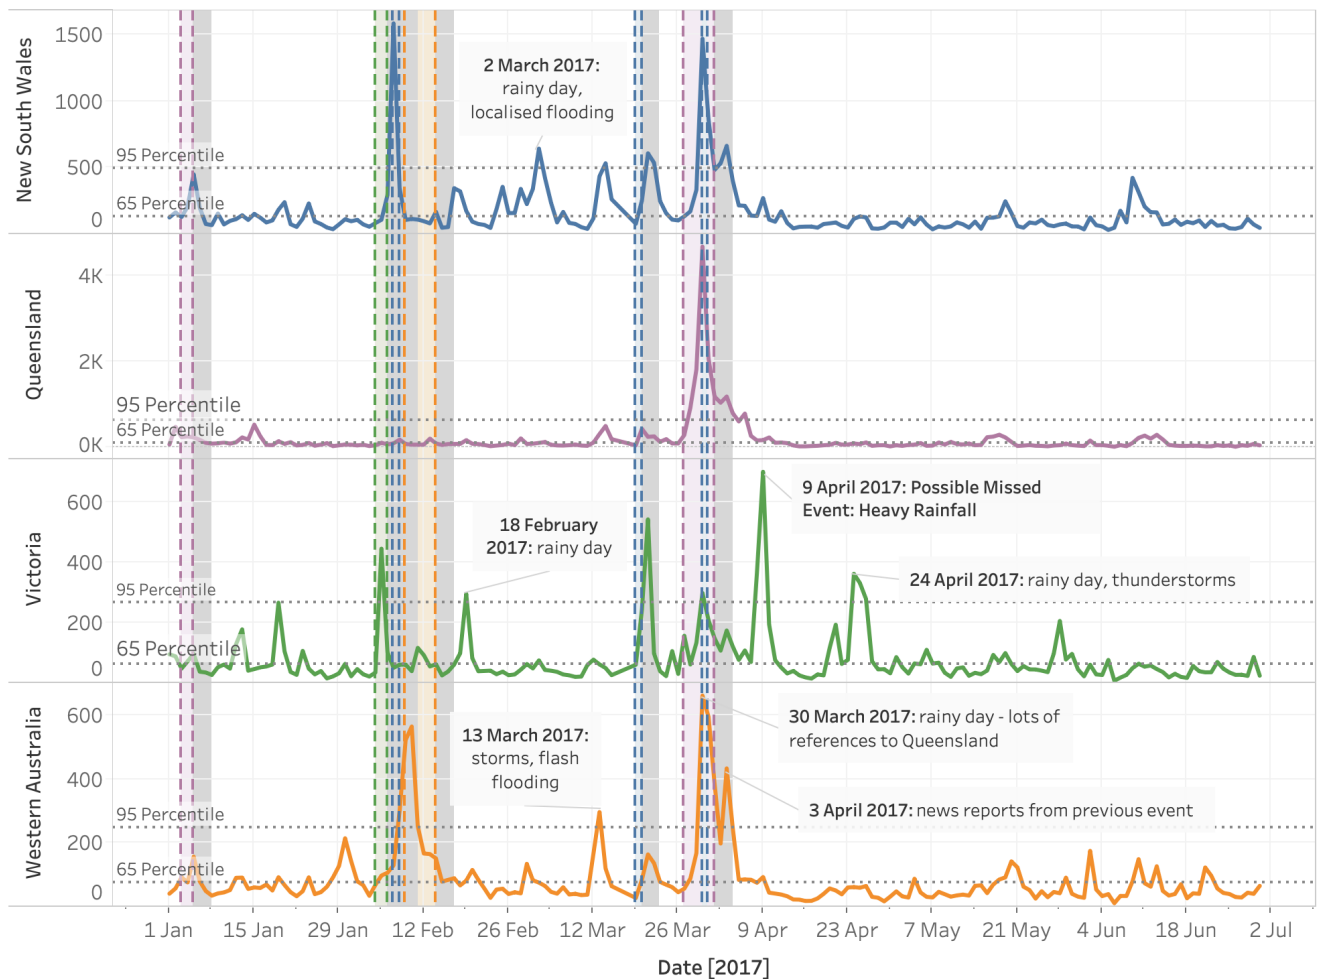 New South Wales
1500
1000
500
0
95 Percentile
65 Percentile
2 March 2017:
rainy day,
localised flooding
Queensland
4K
2K
0K
95 Percentile
65 Percentile
Victoria
600
400
200
0
95 Percentile
65 Percentile
18 February
2017: rainy day
9 April 2017: Possible Missed
Event: Heavy Rainfall
24 April 2017: rainy day, thunderstorms
Western Australia
600
400
200
0
95 Percentile
65 Percentile
13 March 2017:
storms, flash
flooding
30 March 2017: rainy day - lots of
references to Queensland
3 April 2017: news reports from previous event
1 Jan 15 Jan 29 Jan 12 Feb 26 Feb 12 Mar 26 Mar 9 Apr 23 Apr 7 May 21 May 4 Jun 18 Jun 2 Jul
Date [2017]